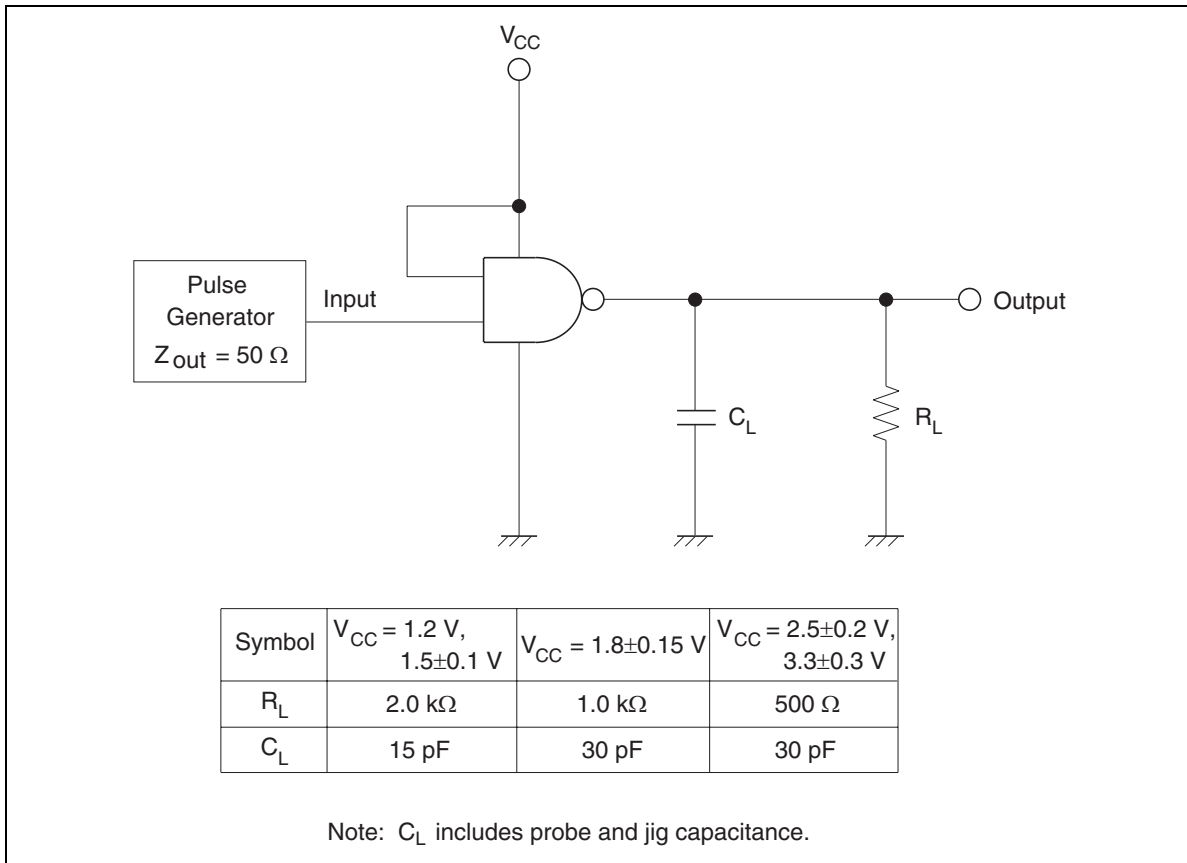 VCC
Pulse
Generator
Zout = 50 Ω
Input
Output
CL
RL
Symbol
VCC = 1.2 V,
1.5±0.1 V
VCC = 1.8±0.15 V
VCC = 2.5±0.2 V,
3.3±0.3 V
RL
2.0 kΩ
1.0 kΩ
500 Ω
CL
15 pF
30 pF
30 pF
Note: CL includes probe and jig capacitance.